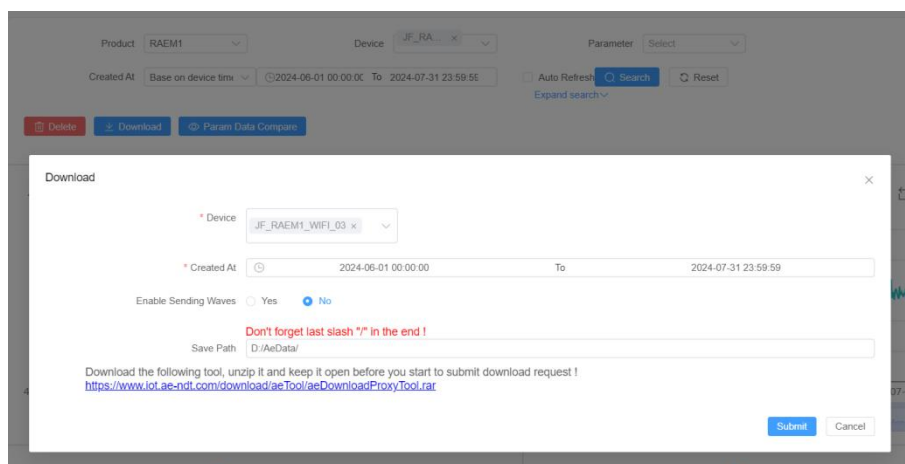 Product RAEM1 Device JF_RA... × Parameter Select
Created At Base on device time 2024-06-01 00:00:00 To 2024-07-31 23:59:59 Auto Refresh Search Reset
Expand search
Delete Download Param Data Compare
Download ×
* Device JF_RAEM1_WIFI_03 ×
* Created At 2024-06-01 00:00:00 To 2024-07-31 23:59:59
Enable Sending Waves Yes No
Don't forget last slash "/" in the end !
Save Path D:/AeData/
Download the following tool, unzip it and keep it open before you start to submit download request !
https://www.iot.ae-ndt.com/download/aeTool/aeDownloadProxyTool.rar
Submit Cancel